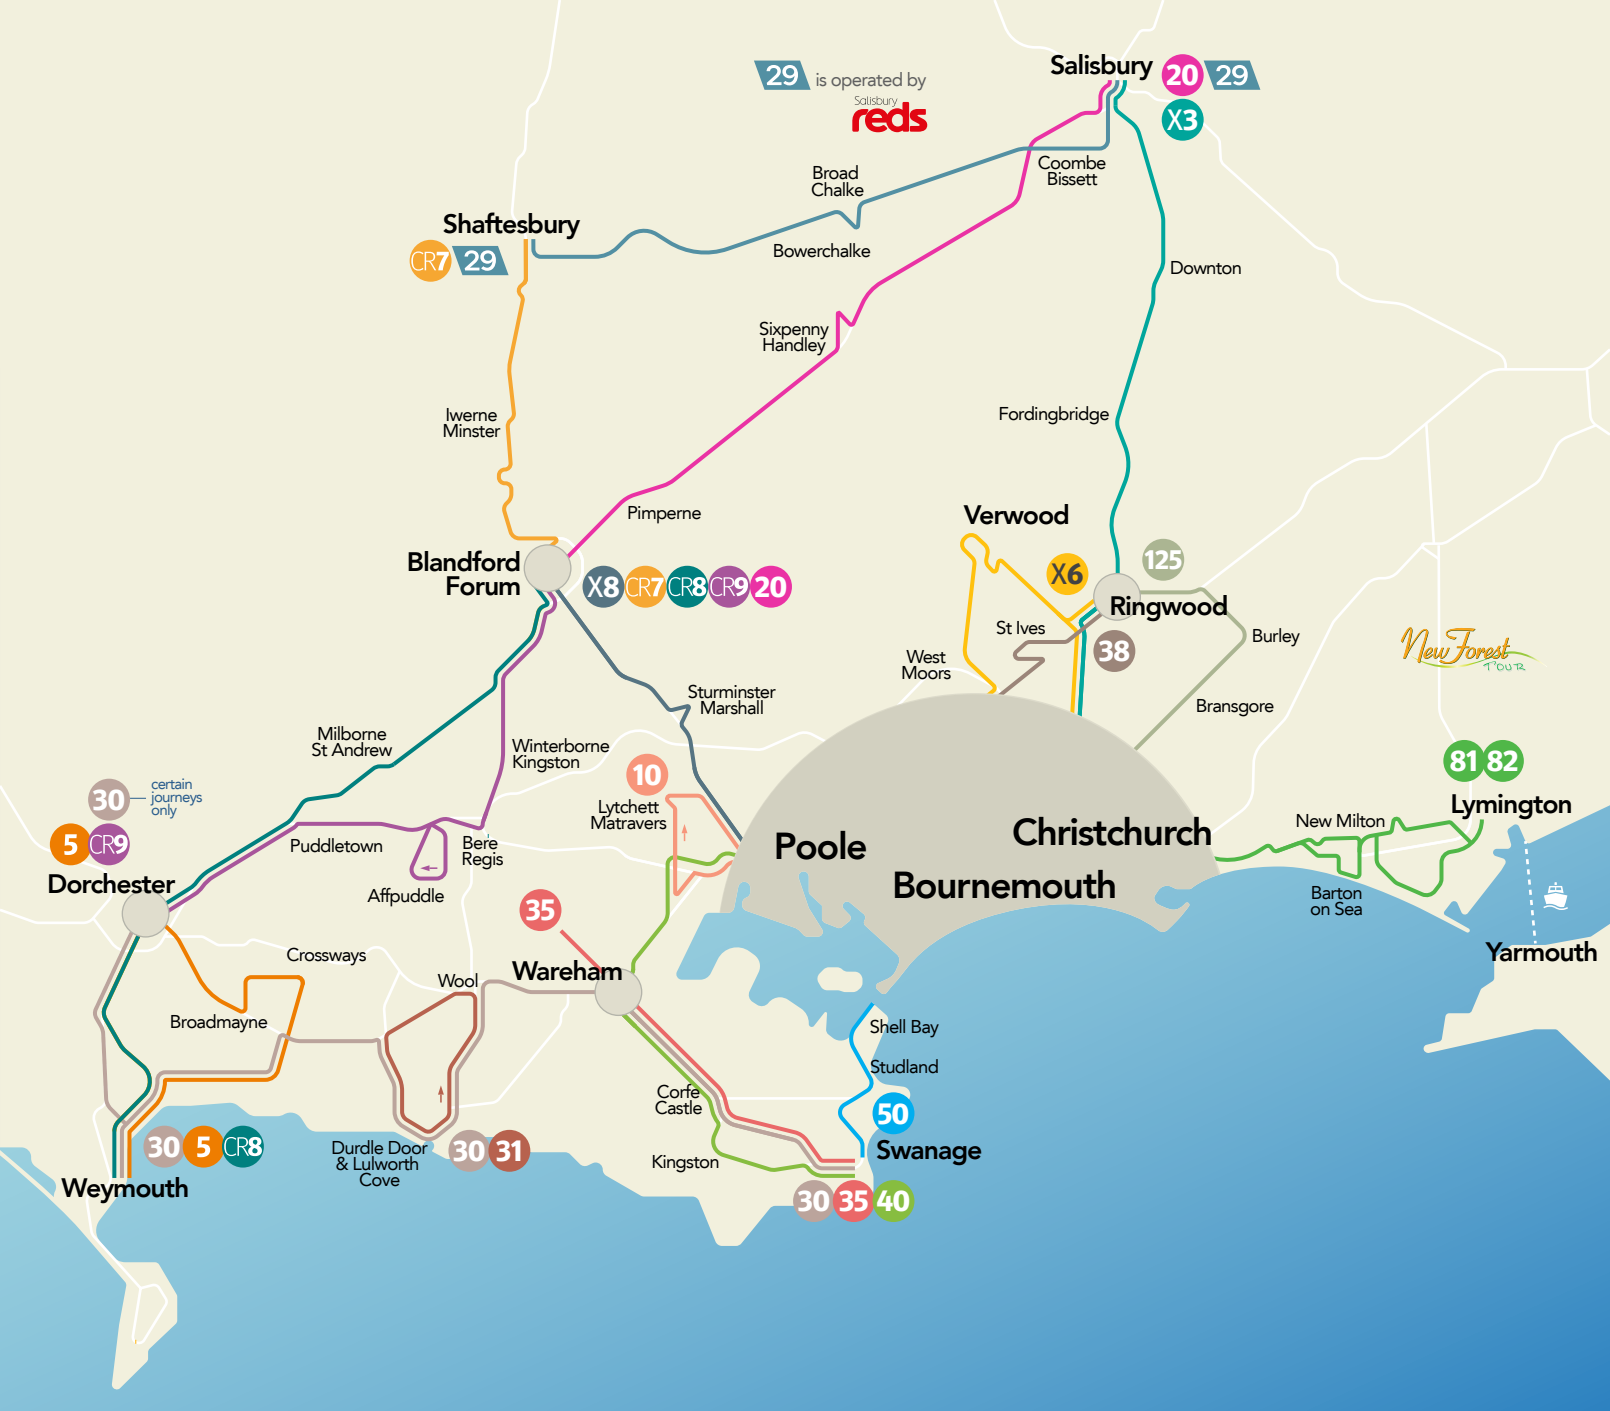 Salisbury
20
29
X3
29 is operated by
Salisbury
reds
Coombe
Bissett
Broad
Chalke
Shaftesbury
CR7
29
Bowerchalke
Downton
Sixpenny
Handley
Iwerne
Minster
Fordingbridge
Pimperne
Verwood
Blandford
Forum
X8
CR7
CR8
CR9
20
X6
125
Ringwood
St Ives
38
Burley
New Forest
TOUR
West
Moors
Sturminster
Marshall
Bransgore
Milborne
St Andrew
Winterborne
Kingston
10
81
82
Lymington
30
certain
journeys
only
Lytchett
Matravers
New Milton
5
CR9
Puddletown
Bere
Regis
Poole
Christchurch
Dorchester
Affpuddle
Bournemouth
Barton
on Sea
35
Crossways
Wareham
Wool
Yarmouth
Broadmayne
Shell Bay
Studland
Corfe
Castle
50
Swanage
30
5
CR8
Durdle Door
& Lulworth
Cove
30
31
Kingston
Weymouth
30
35
40